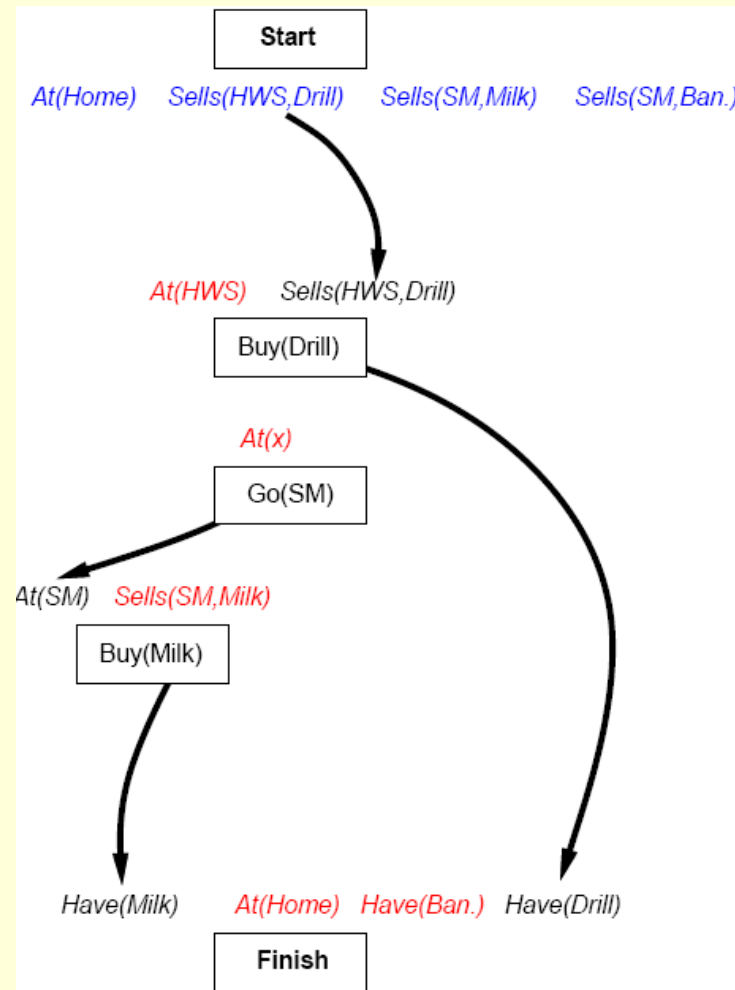 Start
At(Home) Sells(HWS,Drill) Sells(SM,Milk) Sells(SM,Ban.)
At(HWS) Sells(HWS,Drill)
Buy(Drill)
At(x)
Go(SM)
At(SM) Sells(SM,Milk)
Buy(Milk)
Have(Milk) At(Home) Have(Ban.) Have(Drill)
Finish